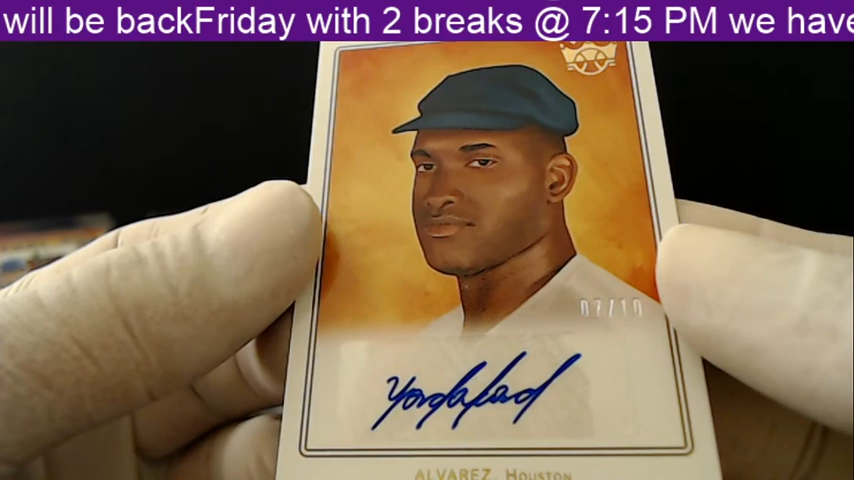 will be backFriday with 2 breaks @ 7:15 PM we have
07/10
ALVAREZ, HOUSTON